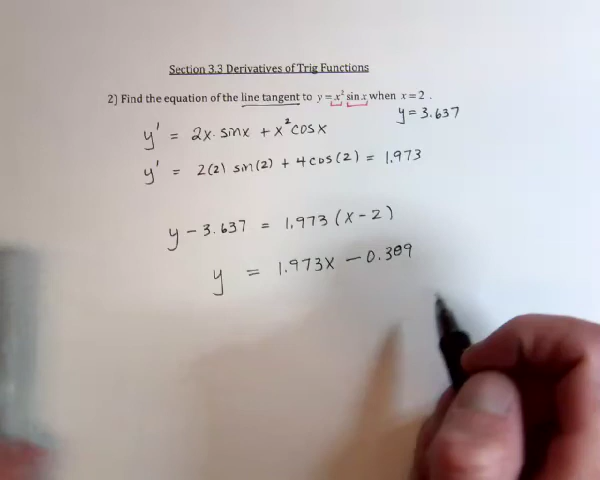 Section 3.3 Derivatives of Trig Functions
2) Find the equation of the line tangent to y = x² sin x when x = 2 .
y = 3.637
y' = 2x · sinx + x² cosx
y' = 2(2) sin(2) + 4 cos(2) = 1.973
y - 3.637 = 1.973 (x - 2)
y = 1.973x - 0.309